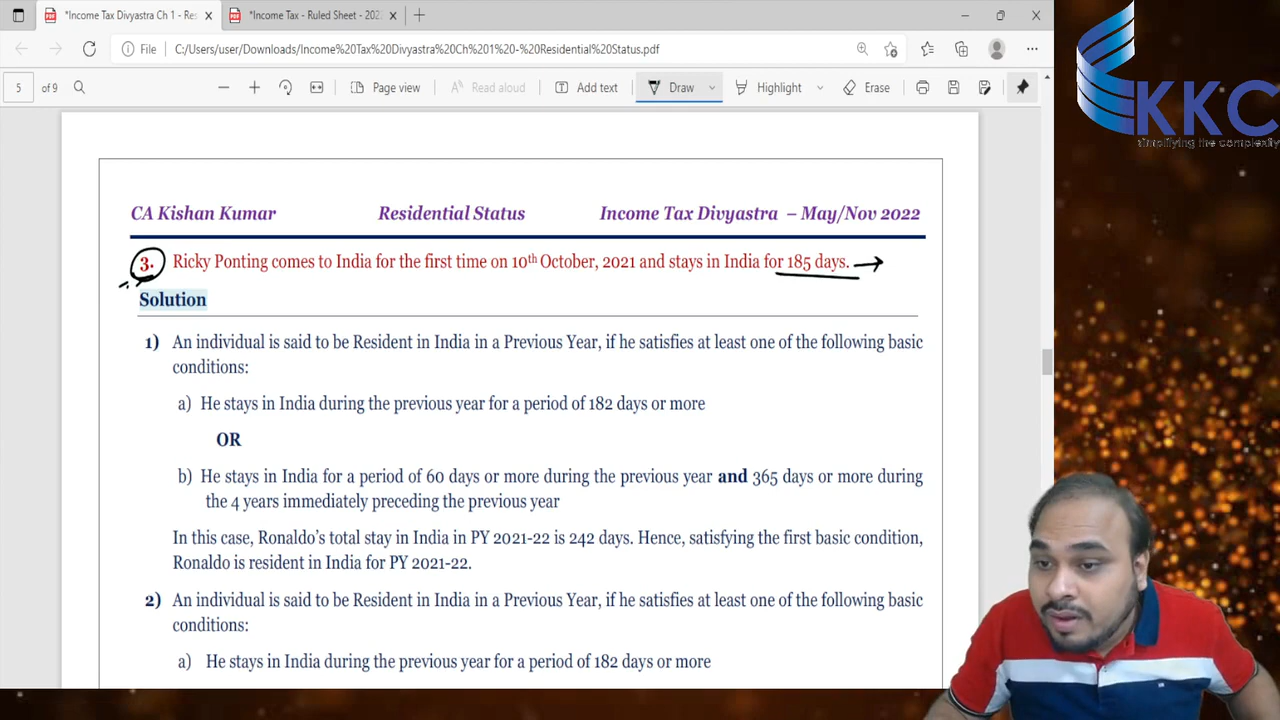 *Income Tax Divyastra Ch 1 - Res
*Income Tax - Ruled Sheet - 202
File
C:/Users/user/Downloads/Income%20Tax%20Divyastra%20Ch%201%20-%20Residential%20Status.pdf
5 of 9
Page view
Read aloud
Add text
Draw
Highlight
Erase
KKC
simplifying the complexity
CA Kishan Kumar Residential Status Income Tax Divyastra – May/Nov 2022
3. Ricky Ponting comes to India for the first time on 10th October, 2021 and stays in India for 185 days.
Solution
1) An individual is said to be Resident in India in a Previous Year, if he satisfies at least one of the following basic
conditions:
a) He stays in India during the previous year for a period of 182 days or more
OR
b) He stays in India for a period of 60 days or more during the previous year and 365 days or more during
the 4 years immediately preceding the previous year
In this case, Ronaldo's total stay in India in PY 2021-22 is 242 days. Hence, satisfying the first basic condition,
Ronaldo is resident in India for PY 2021-22.
2) An individual is said to be Resident in India in a Previous Year, if he satisfies at least one of the following basic
conditions:
a) He stays in India during the previous year for a period of 182 days or more